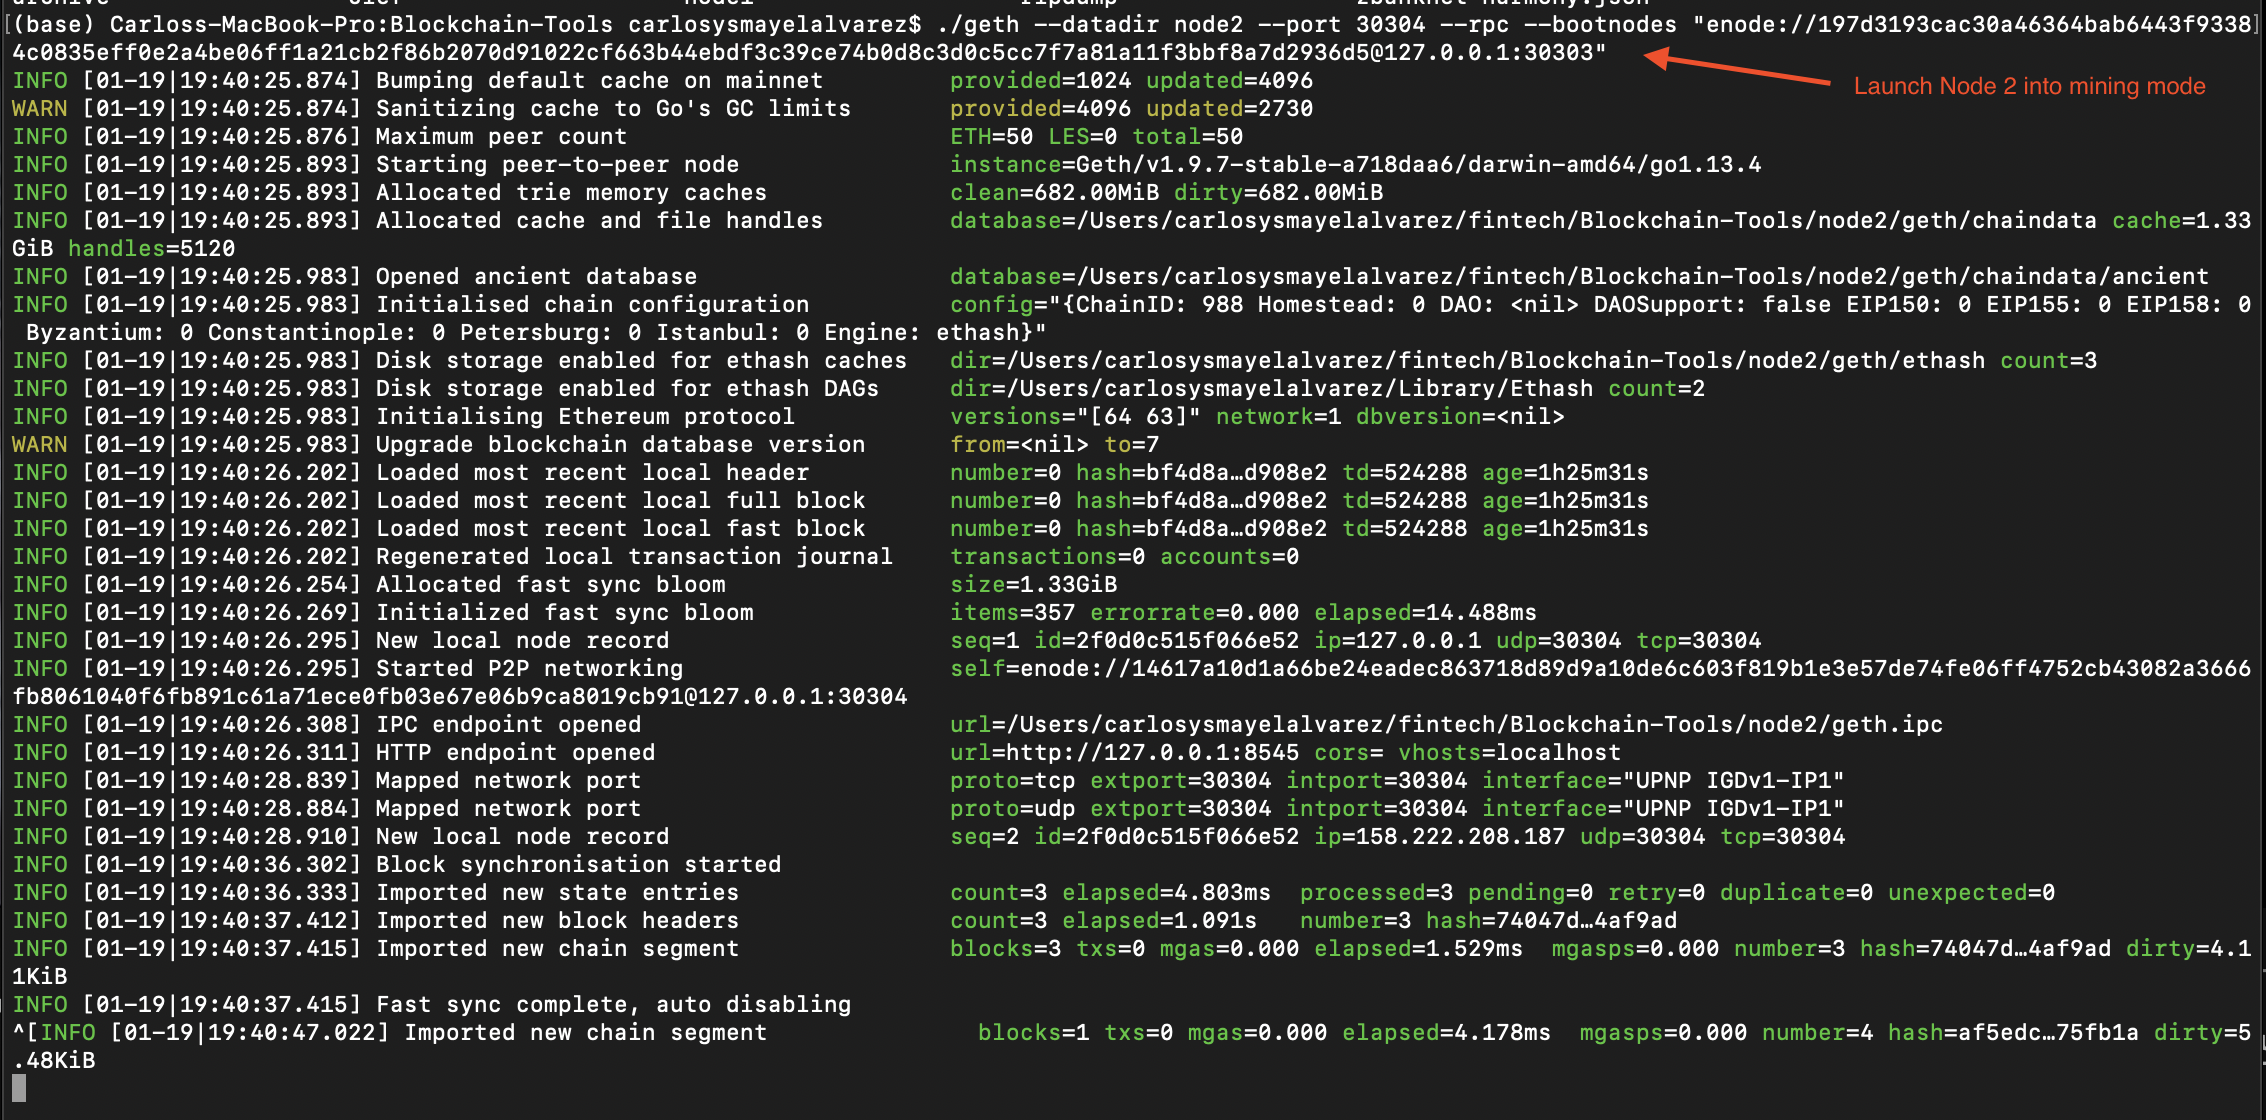 (base) Carloss-MacBook-Pro:Blockchain-Tools carlosysmayelalvarez$ ./geth --datadir node2 --port 30304 --rpc --bootnodes "enode://197d3193cac30a46364bab6443f9338
4c0835eff0e2a4be06ff1a21cb2f86b2070d91022cf663b44ebdf3c39ce74b0d8c3d0c5cc7f7a81a11f3bbf8a7d2936d5@127.0.0.1:30303"
Launch Node 2 into mining mode
INFO [01-19|19:40:25.874] Bumping default cache on mainnet provided=1024 updated=4096
WARN [01-19|19:40:25.874] Sanitizing cache to Go's GC limits provided=4096 updated=2730
INFO [01-19|19:40:25.876] Maximum peer count ETH=50 LES=0 total=50
INFO [01-19|19:40:25.893] Starting peer-to-peer node instance=Geth/v1.9.7-stable-a718daa6/darwin-amd64/go1.13.4
INFO [01-19|19:40:25.893] Allocated trie memory caches clean=682.00MiB dirty=682.00MiB
INFO [01-19|19:40:25.893] Allocated cache and file handles database=/Users/carlosysmayelalvarez/fintech/Blockchain-Tools/node2/geth/chaindata cache=1.33
GiB handles=5120
INFO [01-19|19:40:25.983] Opened ancient database database=/Users/carlosysmayelalvarez/fintech/Blockchain-Tools/node2/geth/chaindata/ancient
INFO [01-19|19:40:25.983] Initialised chain configuration config="{ChainID: 988 Homestead: 0 DAO: <nil> DAOSupport: false EIP150: 0 EIP155: 0 EIP158: 0
Byzantium: 0 Constantinople: 0 Petersburg: 0 Istanbul: 0 Engine: ethash}"
INFO [01-19|19:40:25.983] Disk storage enabled for ethash caches dir=/Users/carlosysmayelalvarez/fintech/Blockchain-Tools/node2/geth/ethash count=3
INFO [01-19|19:40:25.983] Disk storage enabled for ethash DAGs dir=/Users/carlosysmayelalvarez/Library/Ethash count=2
INFO [01-19|19:40:25.983] Initialising Ethereum protocol versions="[64 63]" network=1 dbversion=<nil>
WARN [01-19|19:40:25.983] Upgrade blockchain database version from=<nil> to=7
INFO [01-19|19:40:26.202] Loaded most recent local header number=0 hash=bf4d8a…d908e2 td=524288 age=1h25m31s
INFO [01-19|19:40:26.202] Loaded most recent local full block number=0 hash=bf4d8a…d908e2 td=524288 age=1h25m31s
INFO [01-19|19:40:26.202] Loaded most recent local fast block number=0 hash=bf4d8a…d908e2 td=524288 age=1h25m31s
INFO [01-19|19:40:26.202] Regenerated local transaction journal transactions=0 accounts=0
INFO [01-19|19:40:26.254] Allocated fast sync bloom size=1.33GiB
INFO [01-19|19:40:26.269] Initialized fast sync bloom items=357 errorrate=0.000 elapsed=14.488ms
INFO [01-19|19:40:26.295] New local node record seq=1 id=2f0d0c515f066e52 ip=127.0.0.1 udp=30304 tcp=30304
INFO [01-19|19:40:26.295] Started P2P networking self=enode://14617a10d1a66be24eadec863718d89d9a10de6c603f819b1e3e57de74fe06ff4752cb43082a3666
fb8061040f6fb891c61a71ece0fb03e67e06b9ca8019cb91@127.0.0.1:30304
INFO [01-19|19:40:26.308] IPC endpoint opened url=/Users/carlosysmayelalvarez/fintech/Blockchain-Tools/node2/geth.ipc
INFO [01-19|19:40:26.311] HTTP endpoint opened url=http://127.0.0.1:8545 cors= vhosts=localhost
INFO [01-19|19:40:28.839] Mapped network port proto=tcp extport=30304 intport=30304 interface="UPNP IGDv1-IP1"
INFO [01-19|19:40:28.884] Mapped network port proto=udp extport=30304 intport=30304 interface="UPNP IGDv1-IP1"
INFO [01-19|19:40:28.910] New local node record seq=2 id=2f0d0c515f066e52 ip=158.222.208.187 udp=30304 tcp=30304
INFO [01-19|19:40:36.302] Block synchronisation started
INFO [01-19|19:40:36.333] Imported new state entries count=3 elapsed=4.803ms processed=3 pending=0 retry=0 duplicate=0 unexpected=0
INFO [01-19|19:40:37.412] Imported new block headers count=3 elapsed=1.091s number=3 hash=74047d…4af9ad
INFO [01-19|19:40:37.415] Imported new chain segment blocks=3 txs=0 mgas=0.000 elapsed=1.529ms mgasps=0.000 number=3 hash=74047d…4af9ad dirty=4.1
1KiB
INFO [01-19|19:40:37.415] Fast sync complete, auto disabling
^[INFO [01-19|19:40:47.022] Imported new chain segment blocks=1 txs=0 mgas=0.000 elapsed=4.178ms mgasps=0.000 number=4 hash=af5edc…75fb1a dirty=5
.48KiB